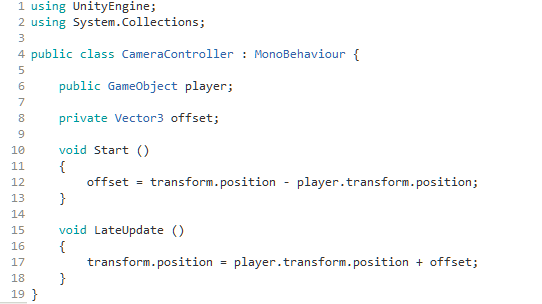 1 using UnityEngine;
2 using System.Collections;
3
4 public class CameraController : MonoBehaviour {
5
6     public GameObject player;
7
8     private Vector3 offset;
9
10     void Start ()
11     {
12         offset = transform.position - player.transform.position;
13     }
14
15     void LateUpdate ()
16     {
17         transform.position = player.transform.position + offset;
18     }
19 }